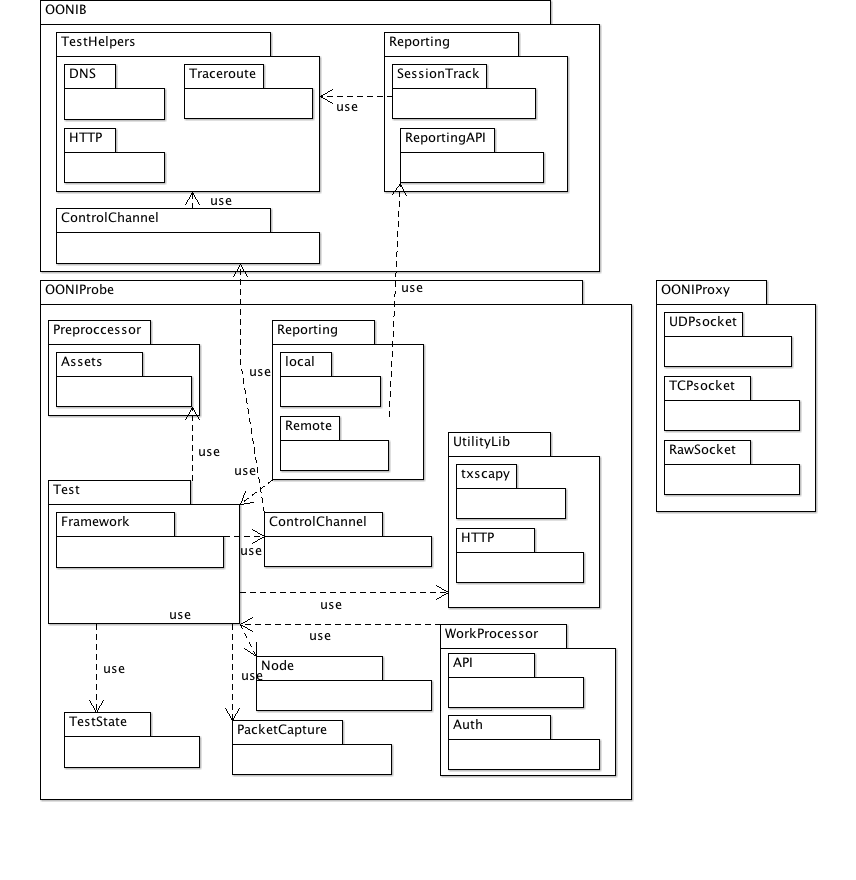 OONIB
TestHelpers
DNS
Traceroute
HTTP
Reporting
SessionTrack
ReportingAPI
use
use
ControlChannel
OONIProbe
use
Preproccessor
Assets
use
Reporting
local
Remote
use
use
use
Test
Framework
ControlChannel
use
UtilityLib
txscapy
HTTP
use
use
use
WorkProcessor
API
Auth
use
use
Node
TestState
PacketCapture
OONIProxy
UDPsocket
TCPsocket
RawSocket